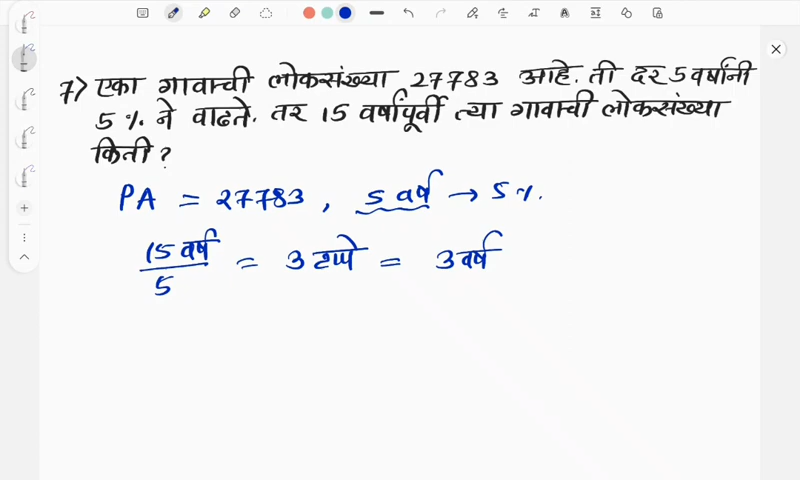 7) एका गावाची लोकसंख्या 27783 आहे. ती दर 5 वर्षांनी
5 % ने वाढते. तर 15 वर्षांपूर्वी त्या गावाची लोकसंख्या
किती ?
PA = 27783 , 5 वर्ष → 5 %.
15 वर्ष / 5 = 3 टप्पे = 3 वर्ष